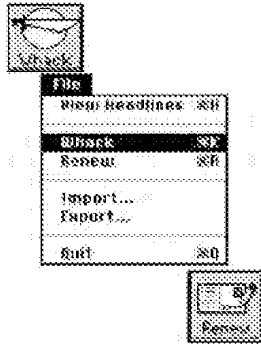 Whack
File
View Headlines ⌘H
Whack ⌘K
Renew ⌘R
Import...
Export...
Quit ⌘Q
Renew